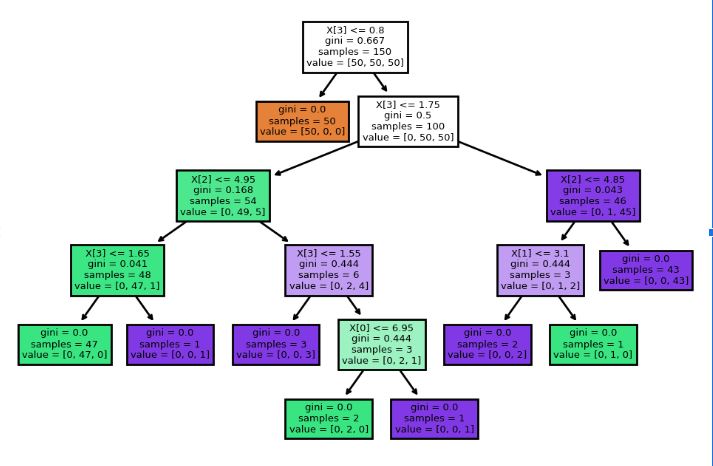 X[3] <= 0.8
gini = 0.667
samples = 150
value = [50, 50, 50]
gini = 0.0
samples = 50
value = [50, 0, 0]
X[3] <= 1.75
gini = 0.5
samples = 100
value = [0, 50, 50]
X[2] <= 4.95
gini = 0.168
samples = 54
value = [0, 49, 5]
X[2] <= 4.85
gini = 0.043
samples = 46
value = [0, 1, 45]
X[3] <= 1.65
gini = 0.041
samples = 48
value = [0, 47, 1]
X[3] <= 1.55
gini = 0.444
samples = 6
value = [0, 2, 4]
X[1] <= 3.1
gini = 0.444
samples = 3
value = [0, 1, 2]
gini = 0.0
samples = 43
value = [0, 0, 43]
gini = 0.0
samples = 47
value = [0, 47, 0]
gini = 0.0
samples = 1
value = [0, 0, 1]
gini = 0.0
samples = 3
value = [0, 0, 3]
X[0] <= 6.95
gini = 0.444
samples = 3
value = [0, 2, 1]
gini = 0.0
samples = 2
value = [0, 0, 2]
gini = 0.0
samples = 1
value = [0, 1, 0]
gini = 0.0
samples = 2
value = [0, 2, 0]
gini = 0.0
samples = 1
value = [0, 0, 1]